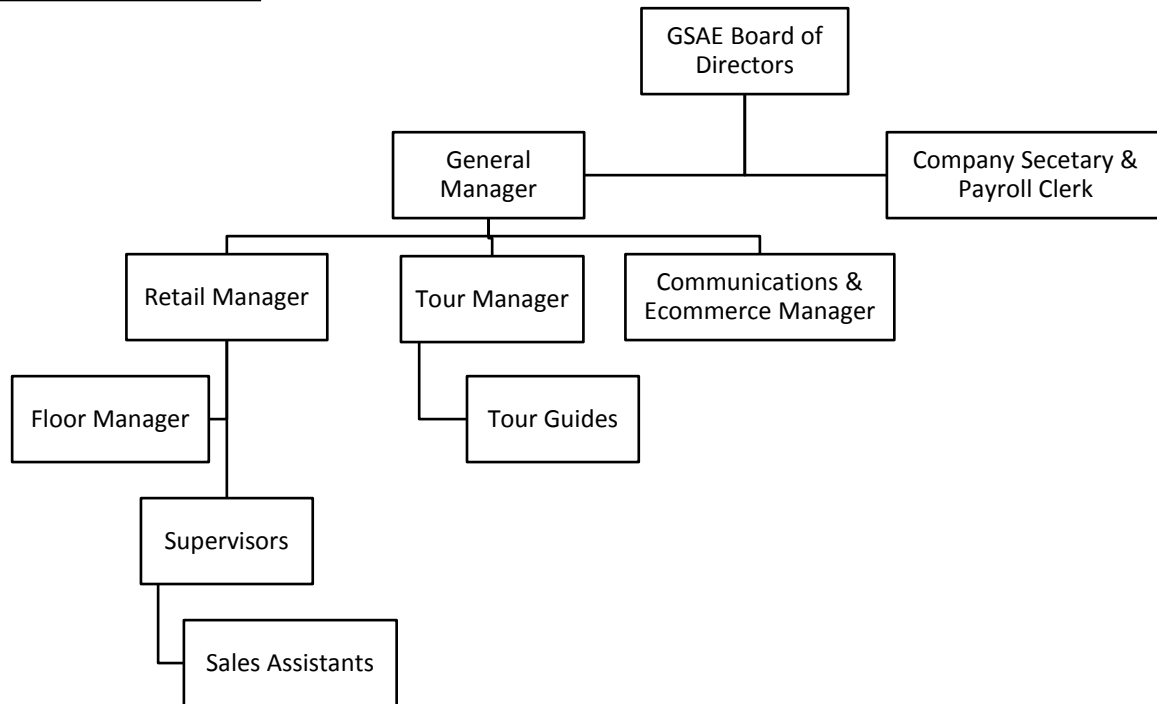 GSAE Board of
Directors
General
Manager
Company Secetary &
Payroll Clerk
Retail Manager
Tour Manager
Communications &
Ecommerce Manager
Floor Manager
Tour Guides
Supervisors
Sales Assistants